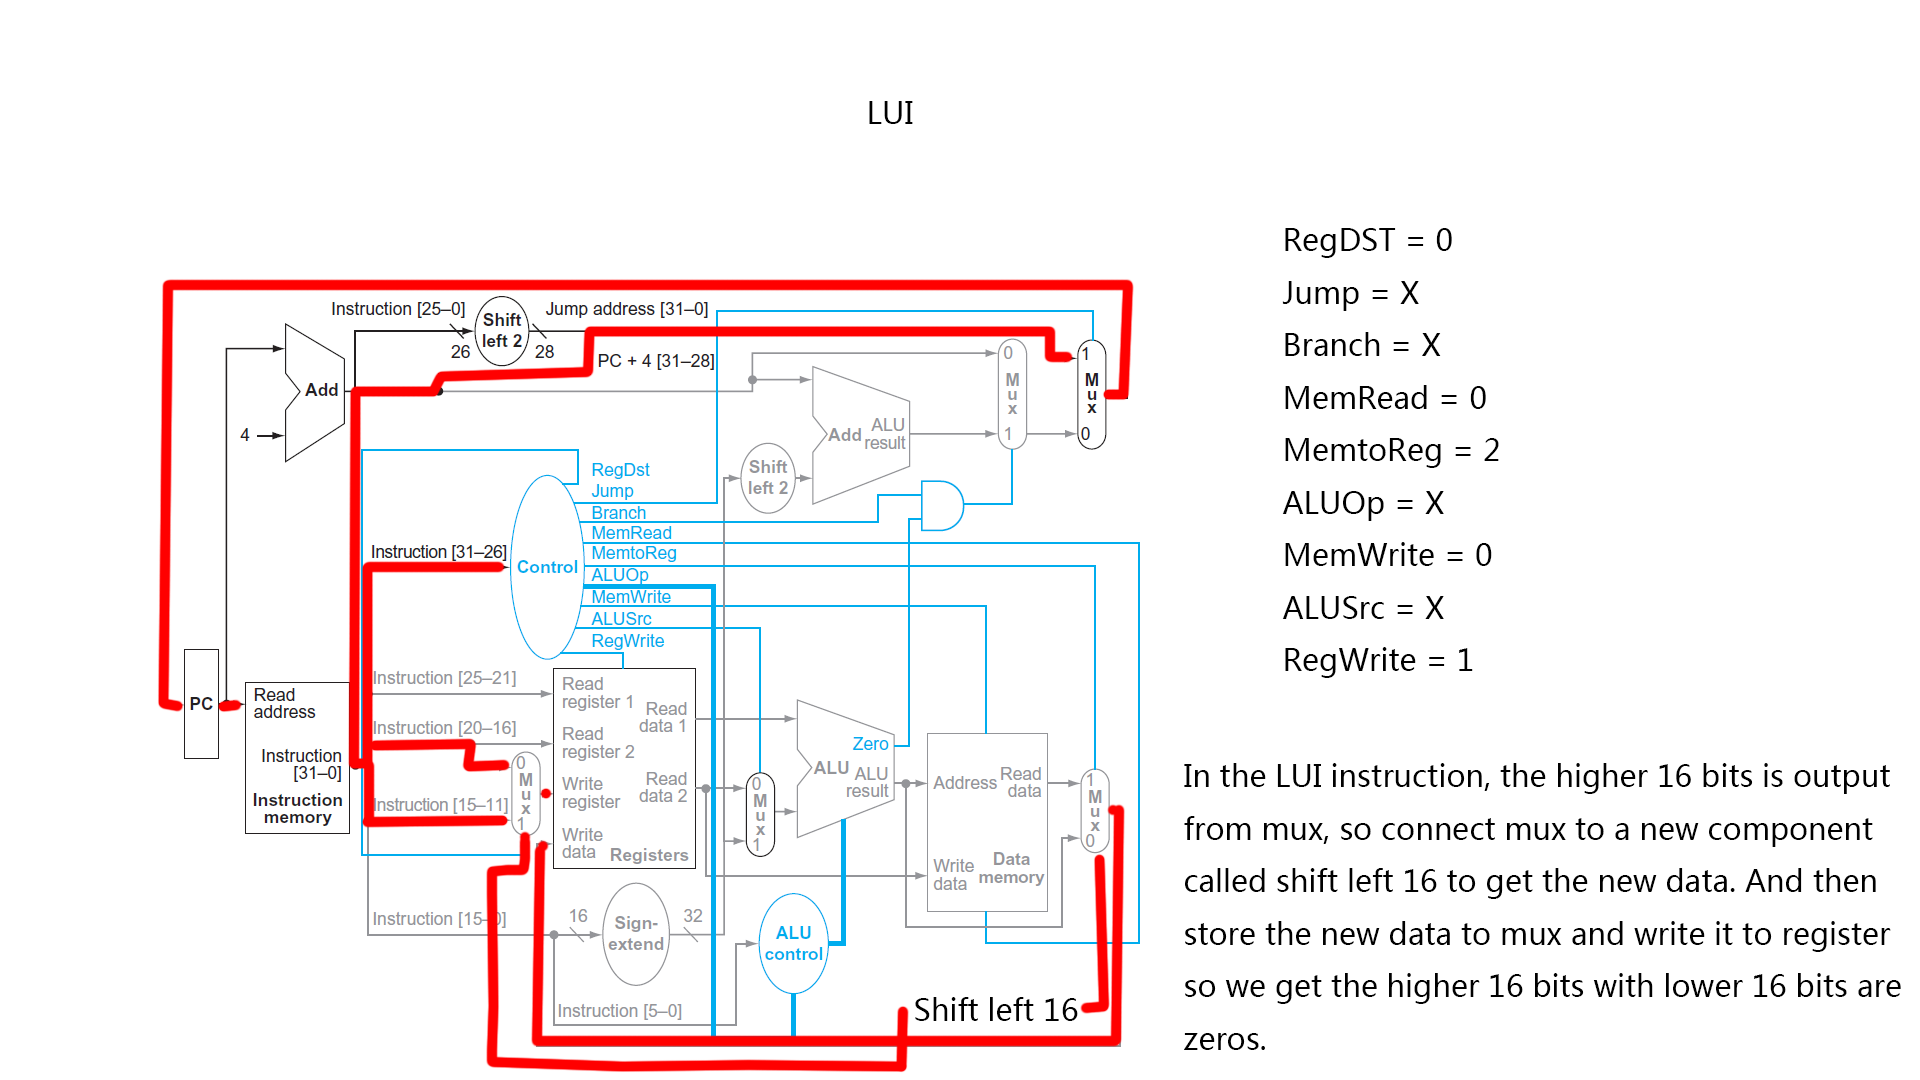 LUI
RegDST = 0
Jump = X
Branch = X
MemRead = 0
MemtoReg = 2
ALUOp = X
MemWrite = 0
ALUSrc = X
RegWrite = 1
In the LUI instruction, the higher 16 bits is output
from mux, so connect mux to a new component
called shift left 16 to get the new data. And then
store the new data to mux and write it to register
so we get the higher 16 bits with lower 16 bits are
zeros.
Instruction [25–0]
Shift
left 2
Jump address [31–0]
26
28
PC + 4 [31–28]
Add
4
0
M
u
x
1
1
M
u
x
0
Add
ALU
result
Shift
left 2
RegDst
Jump
Branch
MemRead
MemtoReg
ALUOp
MemWrite
ALUSrc
RegWrite
Instruction [31–26]
Control
PC
Read
address
Instruction
[31–0]
Instruction
memory
Instruction [25–21]
Instruction [20–16]
Instruction [15–11]
0
M
u
x
1
Read
register 1
Read
register 2
Write
register
Write
data
Read
data 1
Read
data 2
Registers
0
M
u
x
1
Zero
ALU
ALU
result
Address
Read
data
Write
data
Data
memory
1
M
u
x
0
Instruction [15–0]
16
Sign-
extend
32
ALU
control
Instruction [5–0]
Shift left 16